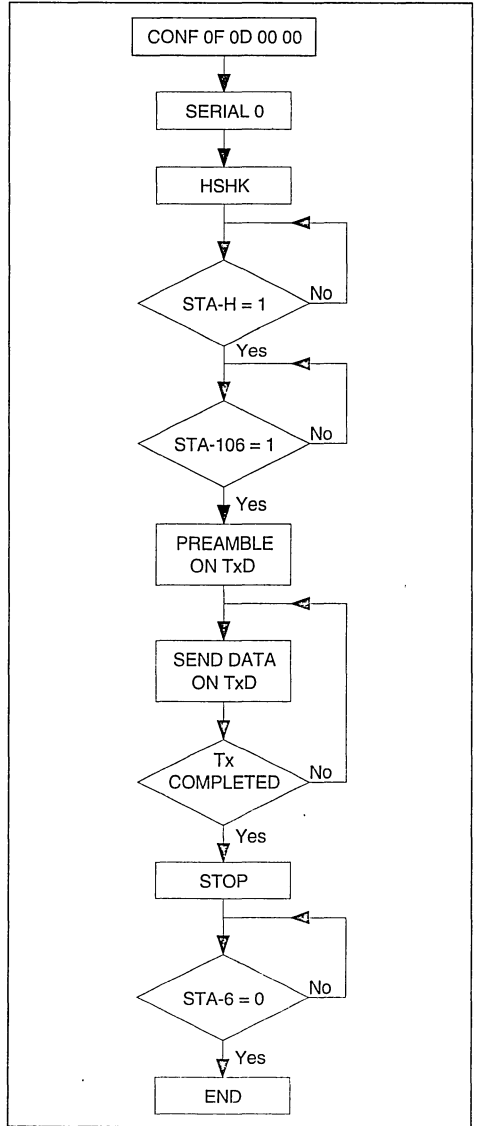 CONF 0F 0D 00 00
SERIAL 0
HSHK
STA-H = 1
No
Yes
STA-106 = 1
No
Yes
PREAMBLE
ON TxD
SEND DATA
ON TxD
Tx
COMPLETED
No
Yes
STOP
STA-6 = 0
No
Yes
END